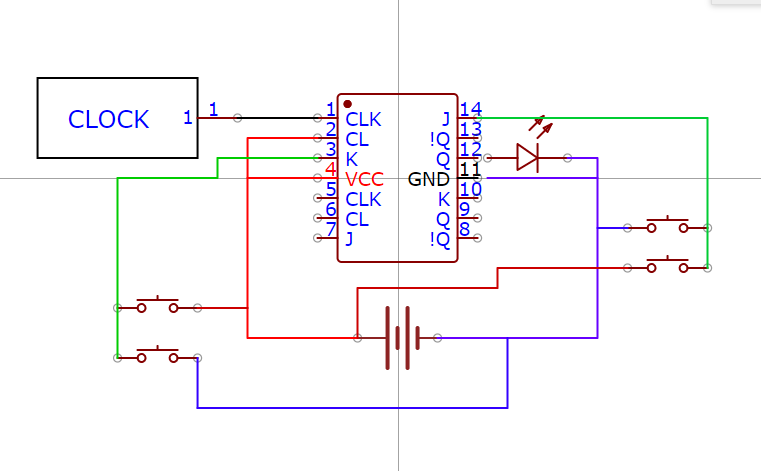 CLOCK 1 1
1 CLK
2 CL
3 K
4 VCC
5 CLK
6 CL
7 J
J 14
!Q 13
Q 12
GND 11
K 10
Q 9
!Q 8